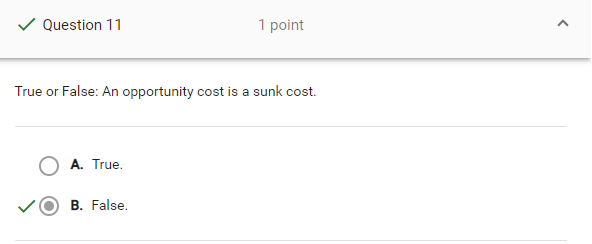 Question 11 1 point
True or False: An opportunity cost is a sunk cost.
A. True.
B. False.